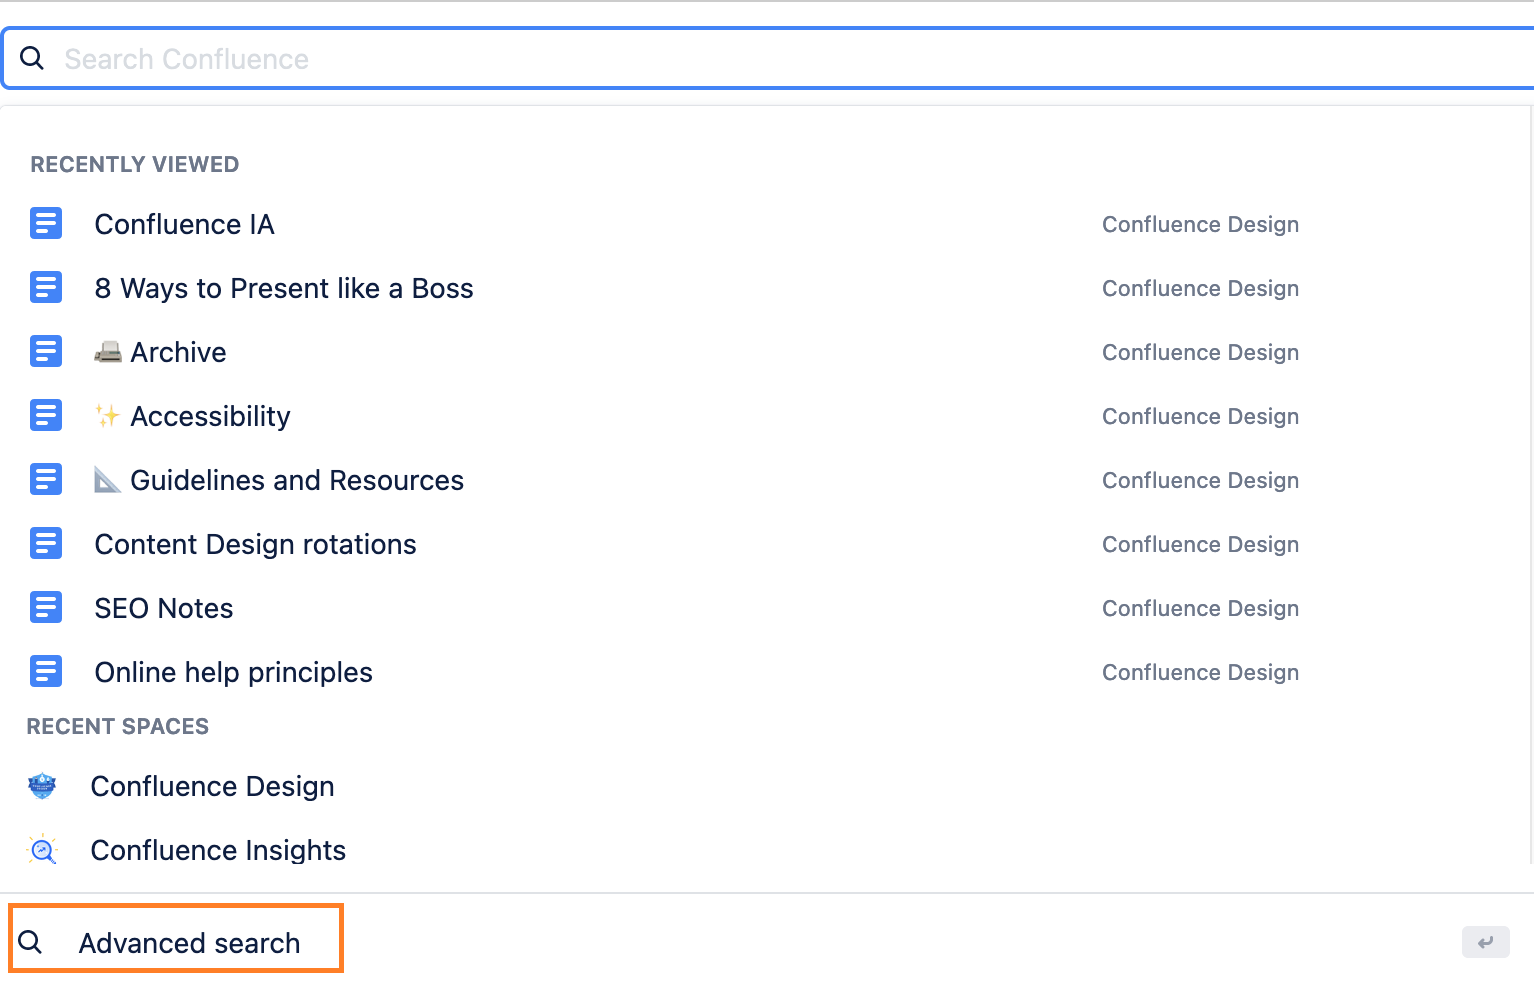 Search Confluence
RECENTLY VIEWED
Confluence IA Confluence Design
8 Ways to Present like a Boss Confluence Design
Archive Confluence Design
Accessibility Confluence Design
Guidelines and Resources Confluence Design
Content Design rotations Confluence Design
SEO Notes Confluence Design
Online help principles Confluence Design
RECENT SPACES
Confluence Design
Confluence Insights
Advanced search